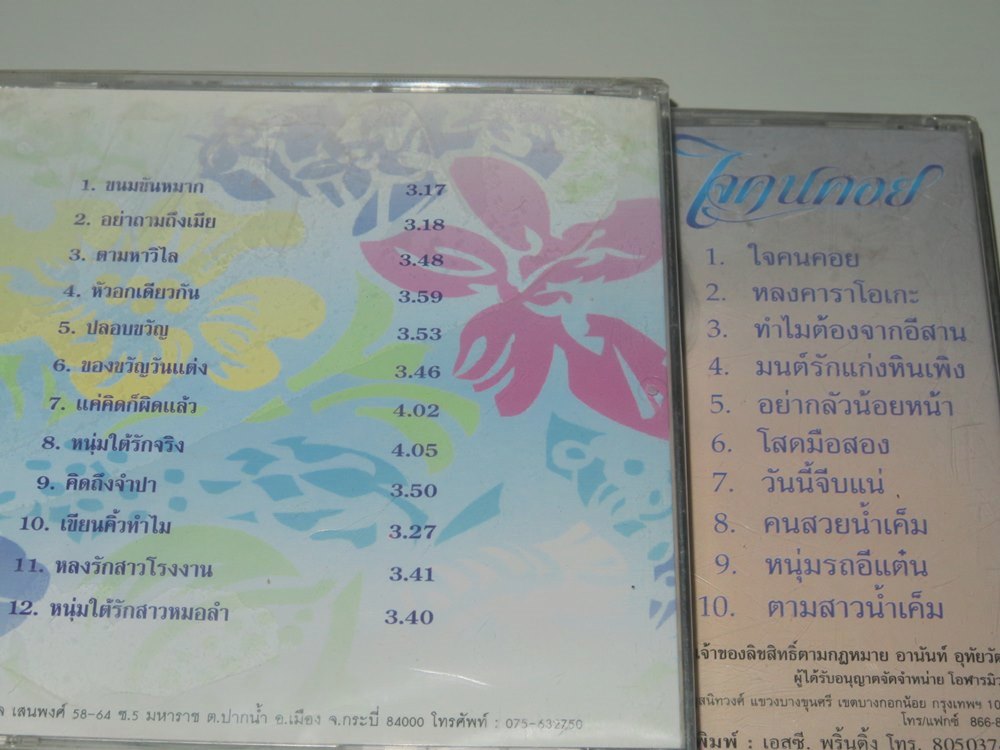 1. ขนมขันหมาก 3.17
2. อย่าถามถึงเมีย 3.18
3. ตามหาวิไล 3.48
4. หัวอกเดียวกัน 3.59
5. ปลอบขวัญ 3.53
6. ของขวัญวันแต่ง 3.46
7. แค่คิดก็ผิดแล้ว 4.02
8. หนุ่มใต้รักจริง 4.05
9. คิดถึงจำปา 3.50
10. เขียนคิ้วทำไม 3.27
11. หลงรักสาวโรงงาน 3.41
12. หนุ่มใต้รักสาวหมอลำ 3.40
ล เสนพงศ์ 58-64 ซ.5 มหาราช ต.ปากน้ำ อ.เมือง จ.กระบี่ 84000 โทรศัพท์ : 075-632750
ใจคนคอย
1. ใจคนคอย
2. หลงคาราโอเกะ
3. ทำไมต้องจากอีสาน
4. มนต์รักแก่งหินเพิง
5. อย่ากลัวน้อยหน้า
6. โสดมือสอง
7. วันนี้จีบแน่
8. คนสวยน้ำเค็ม
9. หนุ่มรถอีแต๋น
10. ตามสาวน้ำเค็ม
เจ้าของลิขสิทธิ์ตามกฎหมาย อานันท์ อุทัยวั
ผู้ได้รับอนุญาตจัดจำหน่าย โอฬารมิว
สนิทวงศ์ แขวงบางขุนศรี เขตบางกอกน้อย กรุงเทพฯ 10
โทร/แฟกซ์ 866-8
พิมพ์ : เอสซี. พริ้นติ้ง โทร. 805037